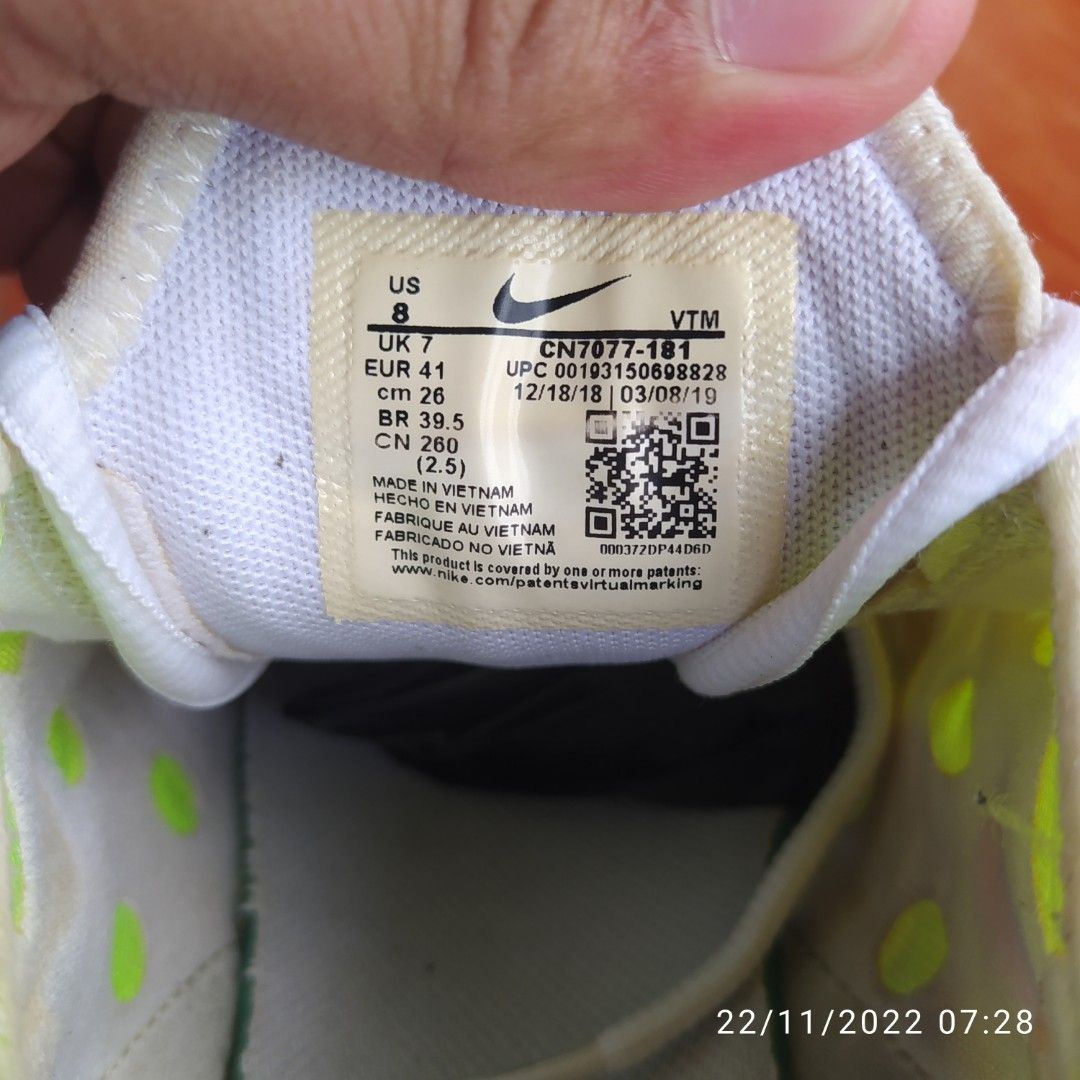 US
8
VTM
UK 7
CN7077-181
EUR 41
UPC 00193150698828
cm 26
12/18/18 | 03/08/19
BR 39.5
CN 260
(2.5)
MADE IN VIETNAM
HECHO EN VIETNAM
FABRIQUE AU VIETNAM
FABRICADO NO VIETNÃ
000372DP44D6D
This product is covered by one or more patents:
www.nike.com/patentsvirtualmarking
22/11/2022 07:28